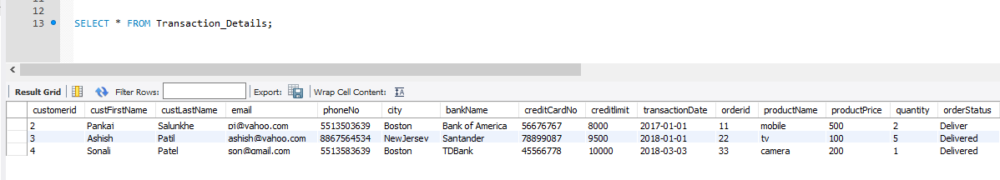 12
13 SELECT * FROM Transaction_Details;
Result Grid Filter Rows: Export: Wrap Cell Content:
customerid custFirstName custLastName email phoneNo city bankName creditCardNo creditlimit transactionDate orderid productName productPrice quantity orderStatus
2 Pankaj Salunkhe pj@yahoo.com 5513503639 Boston Bank of America 56676767 8000 2017-01-01 11 mobile 500 2 Deliver
3 Ashish Patil ashish@yahoo.com 8867564534 NewJersey Santander 78899087 9500 2018-01-01 22 tv 100 5 Delivered
4 Sonali Patel son@gmail.com 5513583639 Boston TDBank 45566778 10000 2018-03-03 33 camera 200 1 Delivered